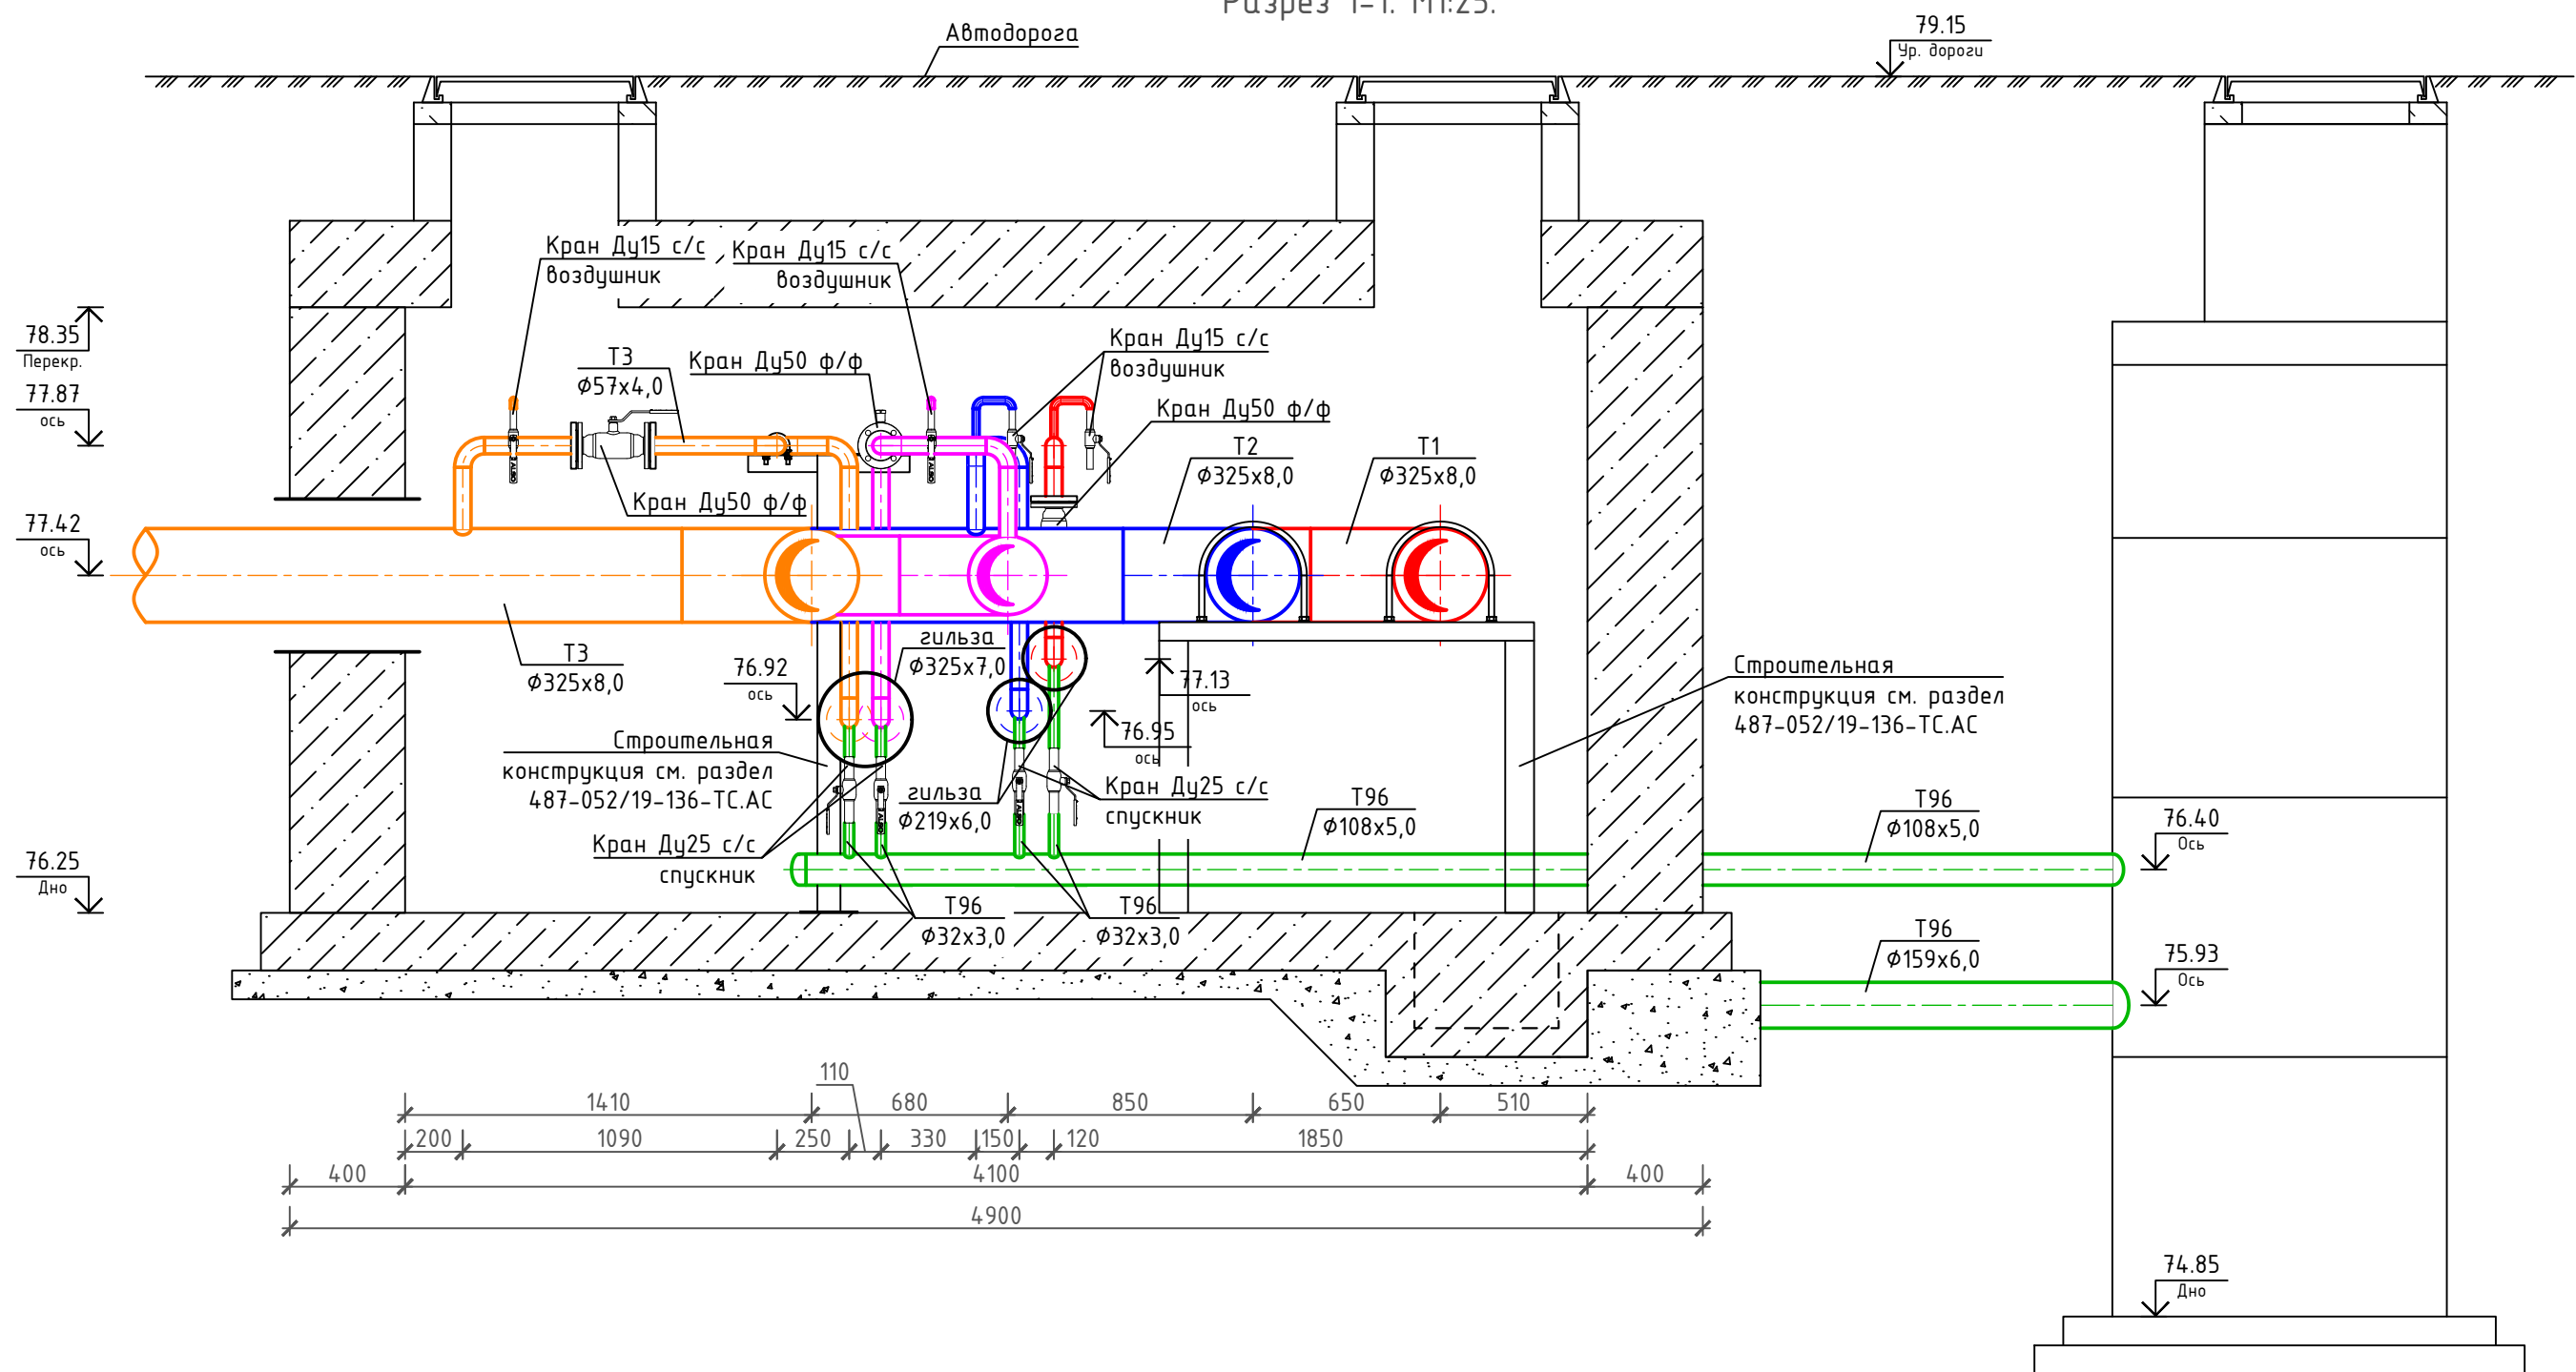 Разрез 1-1. М1:25.
Автодорога
79.15
Ур. дороги
Кран Ду15 с/с
воздушник
Кран Ду15 с/с
воздушник
78.35
Перекр.
77.87
ось
77.42
ось
76.25
Дно
Т3
Ф57х4,0
Кран Ду50 ф/ф
Кран Ду15 с/с
воздушник
Кран Ду50 ф/ф
Кран Ду50 ф/ф
Т2
Ф325х8,0
Т1
Ф325х8,0
Т3
Ф325х8,0
76.92
ось
гильза
Ф325х7,0
77.13
ось
76.95
ось
Строительная
конструкция см. раздел
487-052/19-136-ТС.АС
Строительная
конструкция см. раздел
487-052/19-136-ТС.АС
гильза
Ф219х6,0
Кран Ду25 с/с
спускник
Кран Ду25 с/с
спускник
Т96
Ф108х5,0
Т96
Ф108х5,0
76.40
Ось
Т96
Ф32х3,0
Т96
Ф32х3,0
Т96
Ф159х6,0
75.93
Ось
110
1410
680
850
650
510
200
1090
250
330
150
120
1850
400
4100
400
4900
74.85
Дно